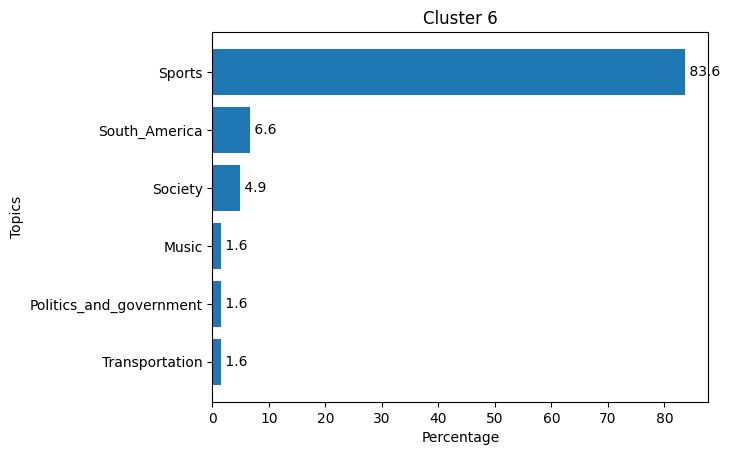 Cluster 6
Topics
Sports 83.6
South_America 6.6
Society 4.9
Music 1.6
Politics_and_government 1.6
Transportation 1.6
0 10 20 30 40 50 60 70 80
Percentage